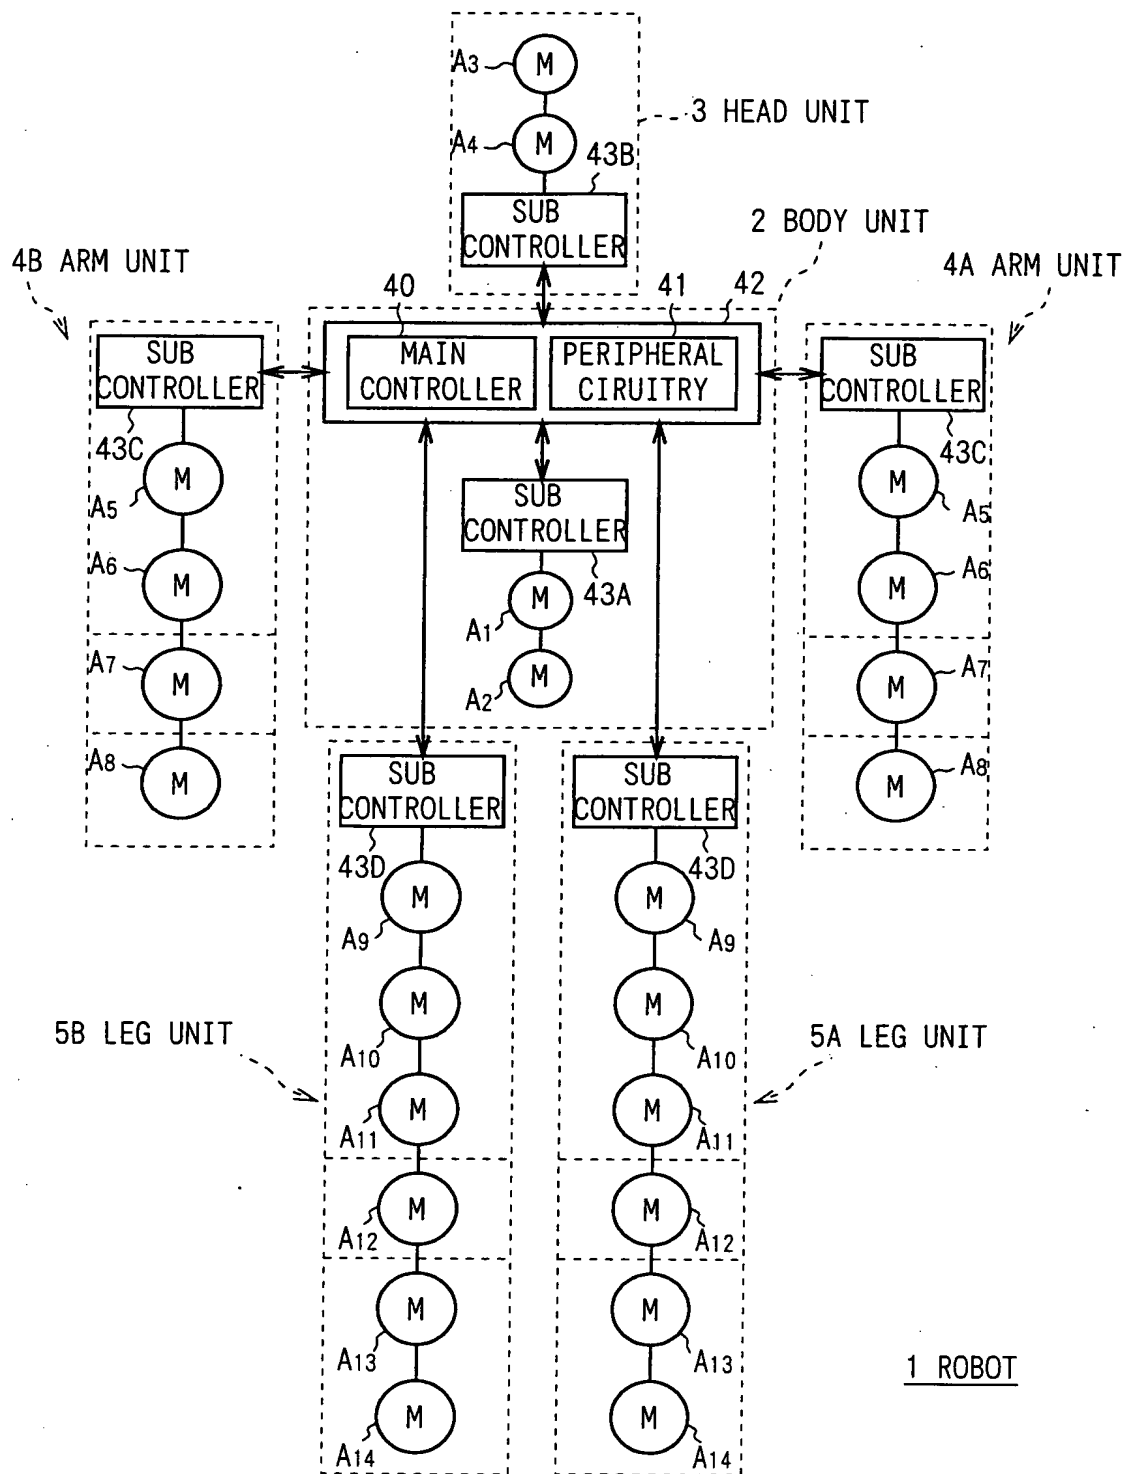 A3
M
3 HEAD UNIT
A4
M
43B
SUB
CONTROLLER
2 BODY UNIT
4B ARM UNIT
4A ARM UNIT
40
41
42
SUB
CONTROLLER
MAIN
CONTROLLER
PERIPHERAL
CIRUITRY
SUB
CONTROLLER
43C
43C
M
A5
SUB
CONTROLLER
M
A5
A6
M
43A
M
A6
M
A1
A7
M
M
A2
M
A7
A8
M
SUB
CONTROLLER
SUB
CONTROLLER
M
A8
43D
43D
M
A9
M
A9
M
A10
M
A10
5B LEG UNIT
5A LEG UNIT
M
A11
M
A11
M
A12
M
A12
M
A13
M
A13
1 ROBOT
M
A14
M
A14